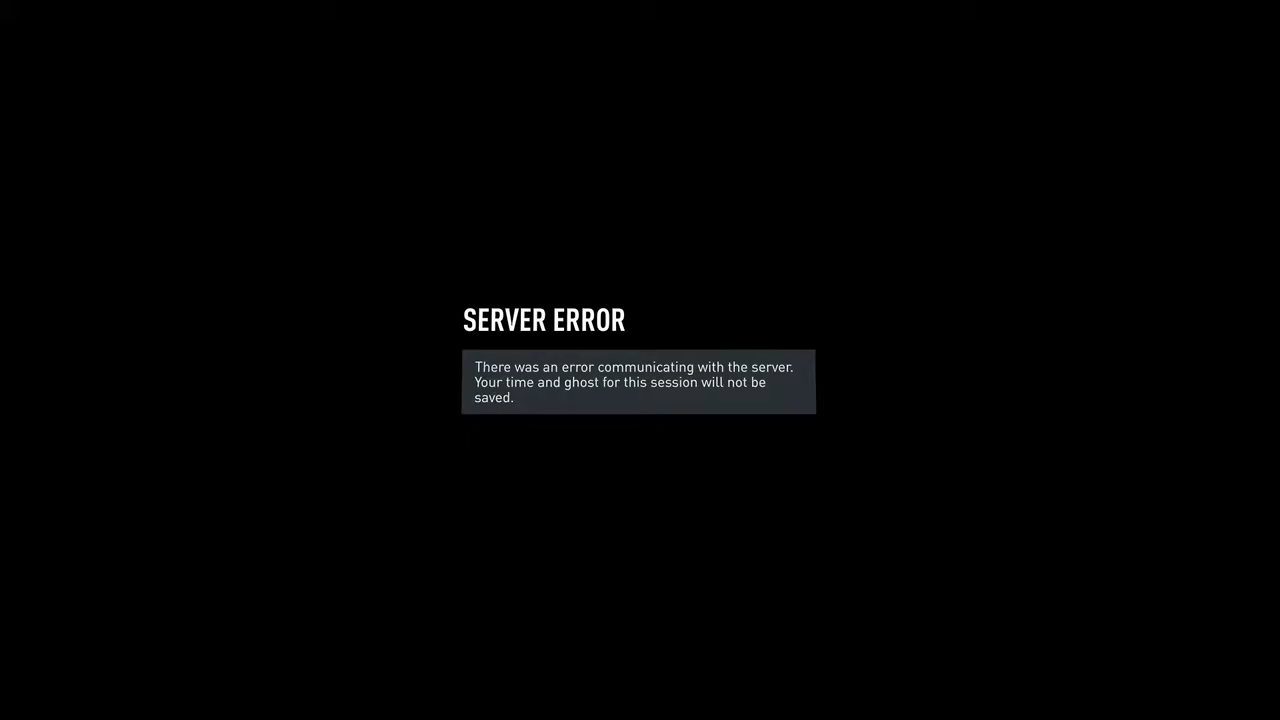 SERVER ERROR
There was an error communicating with the server.
Your time and ghost for this session will not be
saved.